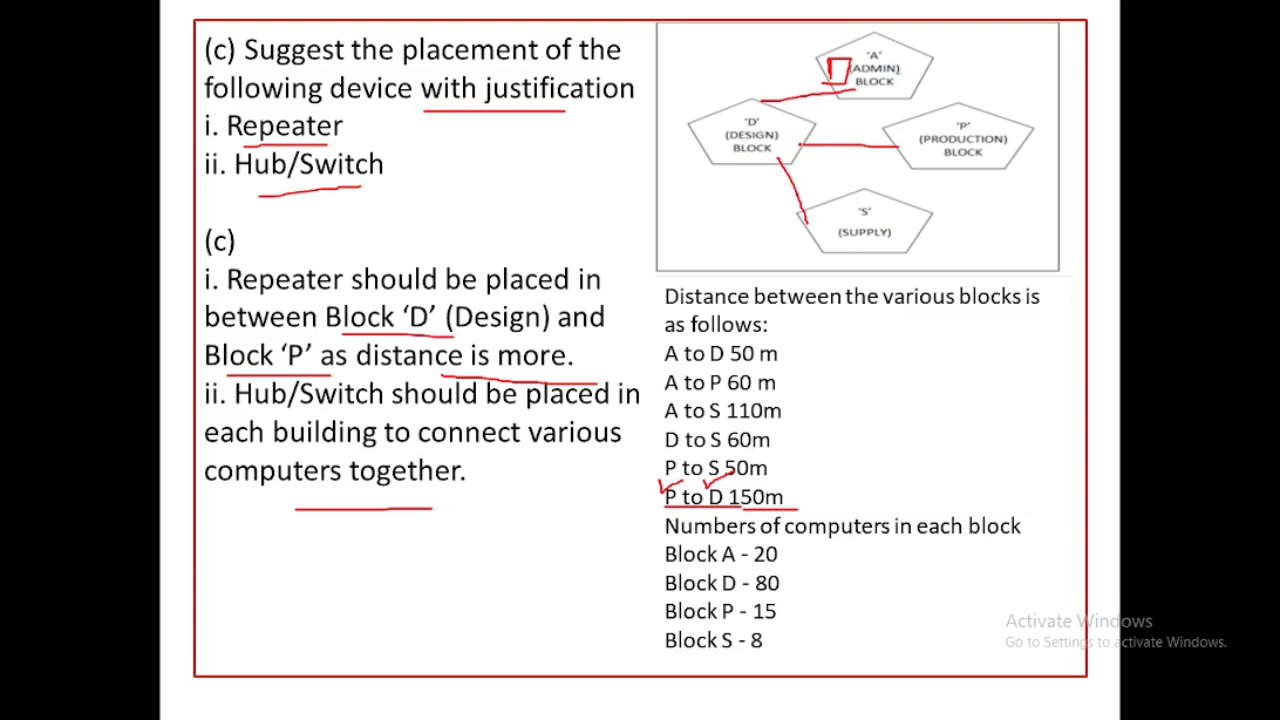 (c) Suggest the placement of the
following device with justification
i. Repeater
ii. Hub/Switch
(c)
i. Repeater should be placed in
between Block ‘D’ (Design) and
Block ‘P’ as distance is more.
ii. Hub/Switch should be placed in
each building to connect various
computers together.
‘A’
(ADMIN)
BLOCK
‘D’
(DESIGN)
BLOCK
‘P’
(PRODUCTION)
BLOCK
‘S’
(SUPPLY)
Distance between the various blocks is
as follows:
A to D 50 m
A to P 60 m
A to S 110m
D to S 60m
P to S 50m
P to D 150m
Numbers of computers in each block
Block A - 20
Block D - 80
Block P - 15
Block S - 8
Activate Windows
Go to Settings to activate Windows.